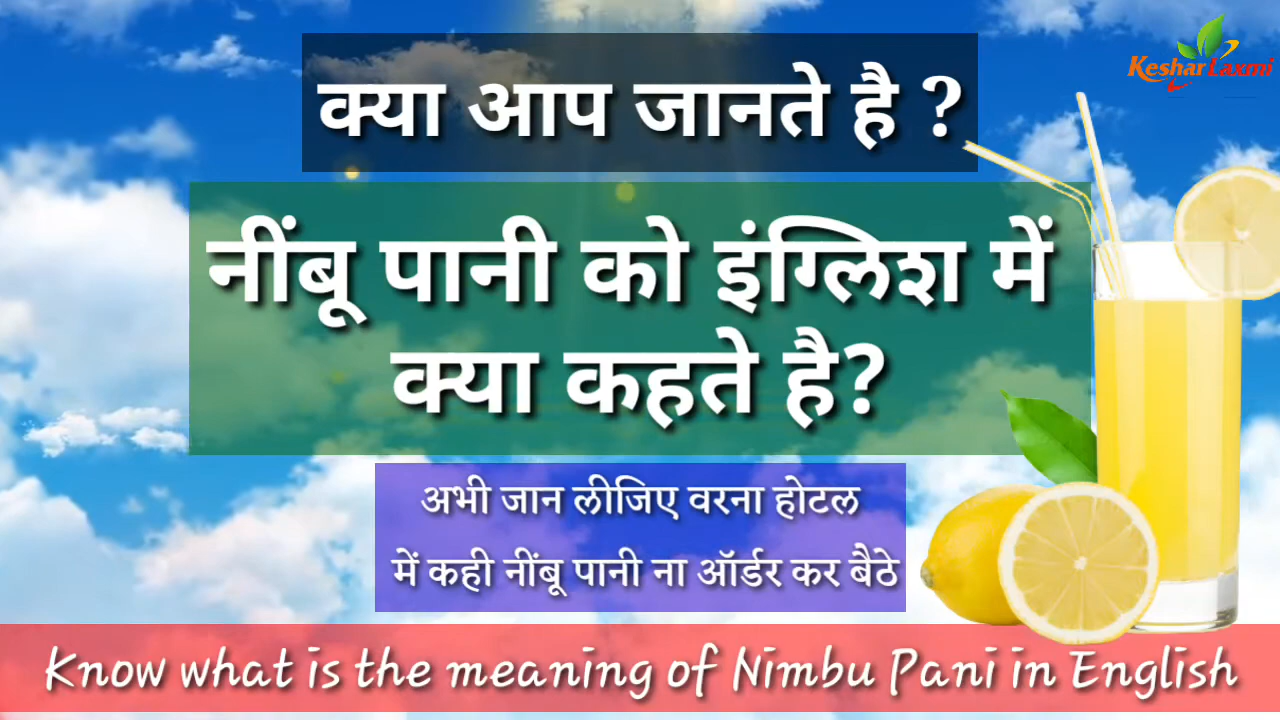 KesharLaxmi
क्या आप जानते है ?
नींबू पानी को इंग्लिश में
क्या कहते है?
अभी जान लीजिए वरना होटल
में कही नींबू पानी ना ऑर्डर कर बैठे
Know what is the meaning of Nimbu Pani in English